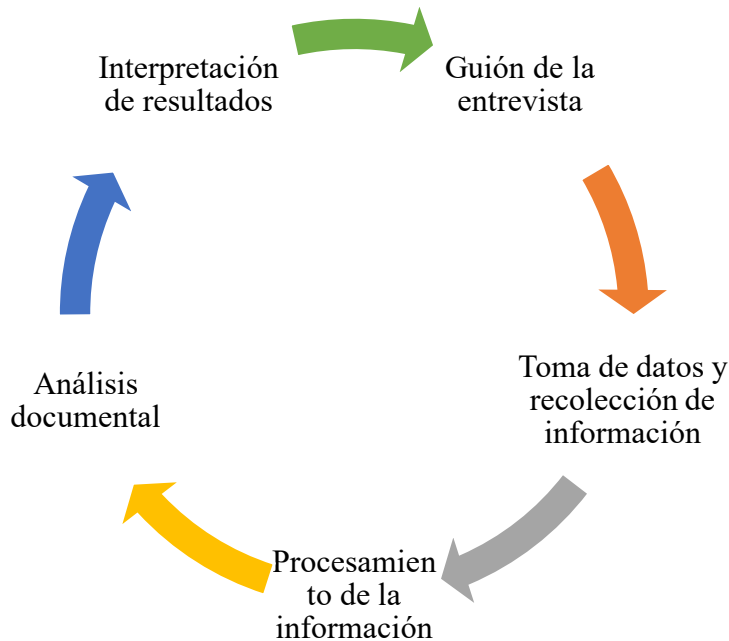 Interpretación
de resultados
Guión de la
entrevista
Toma de datos y
recolección de
información
Procesamien
to de la
información
Análisis
documental